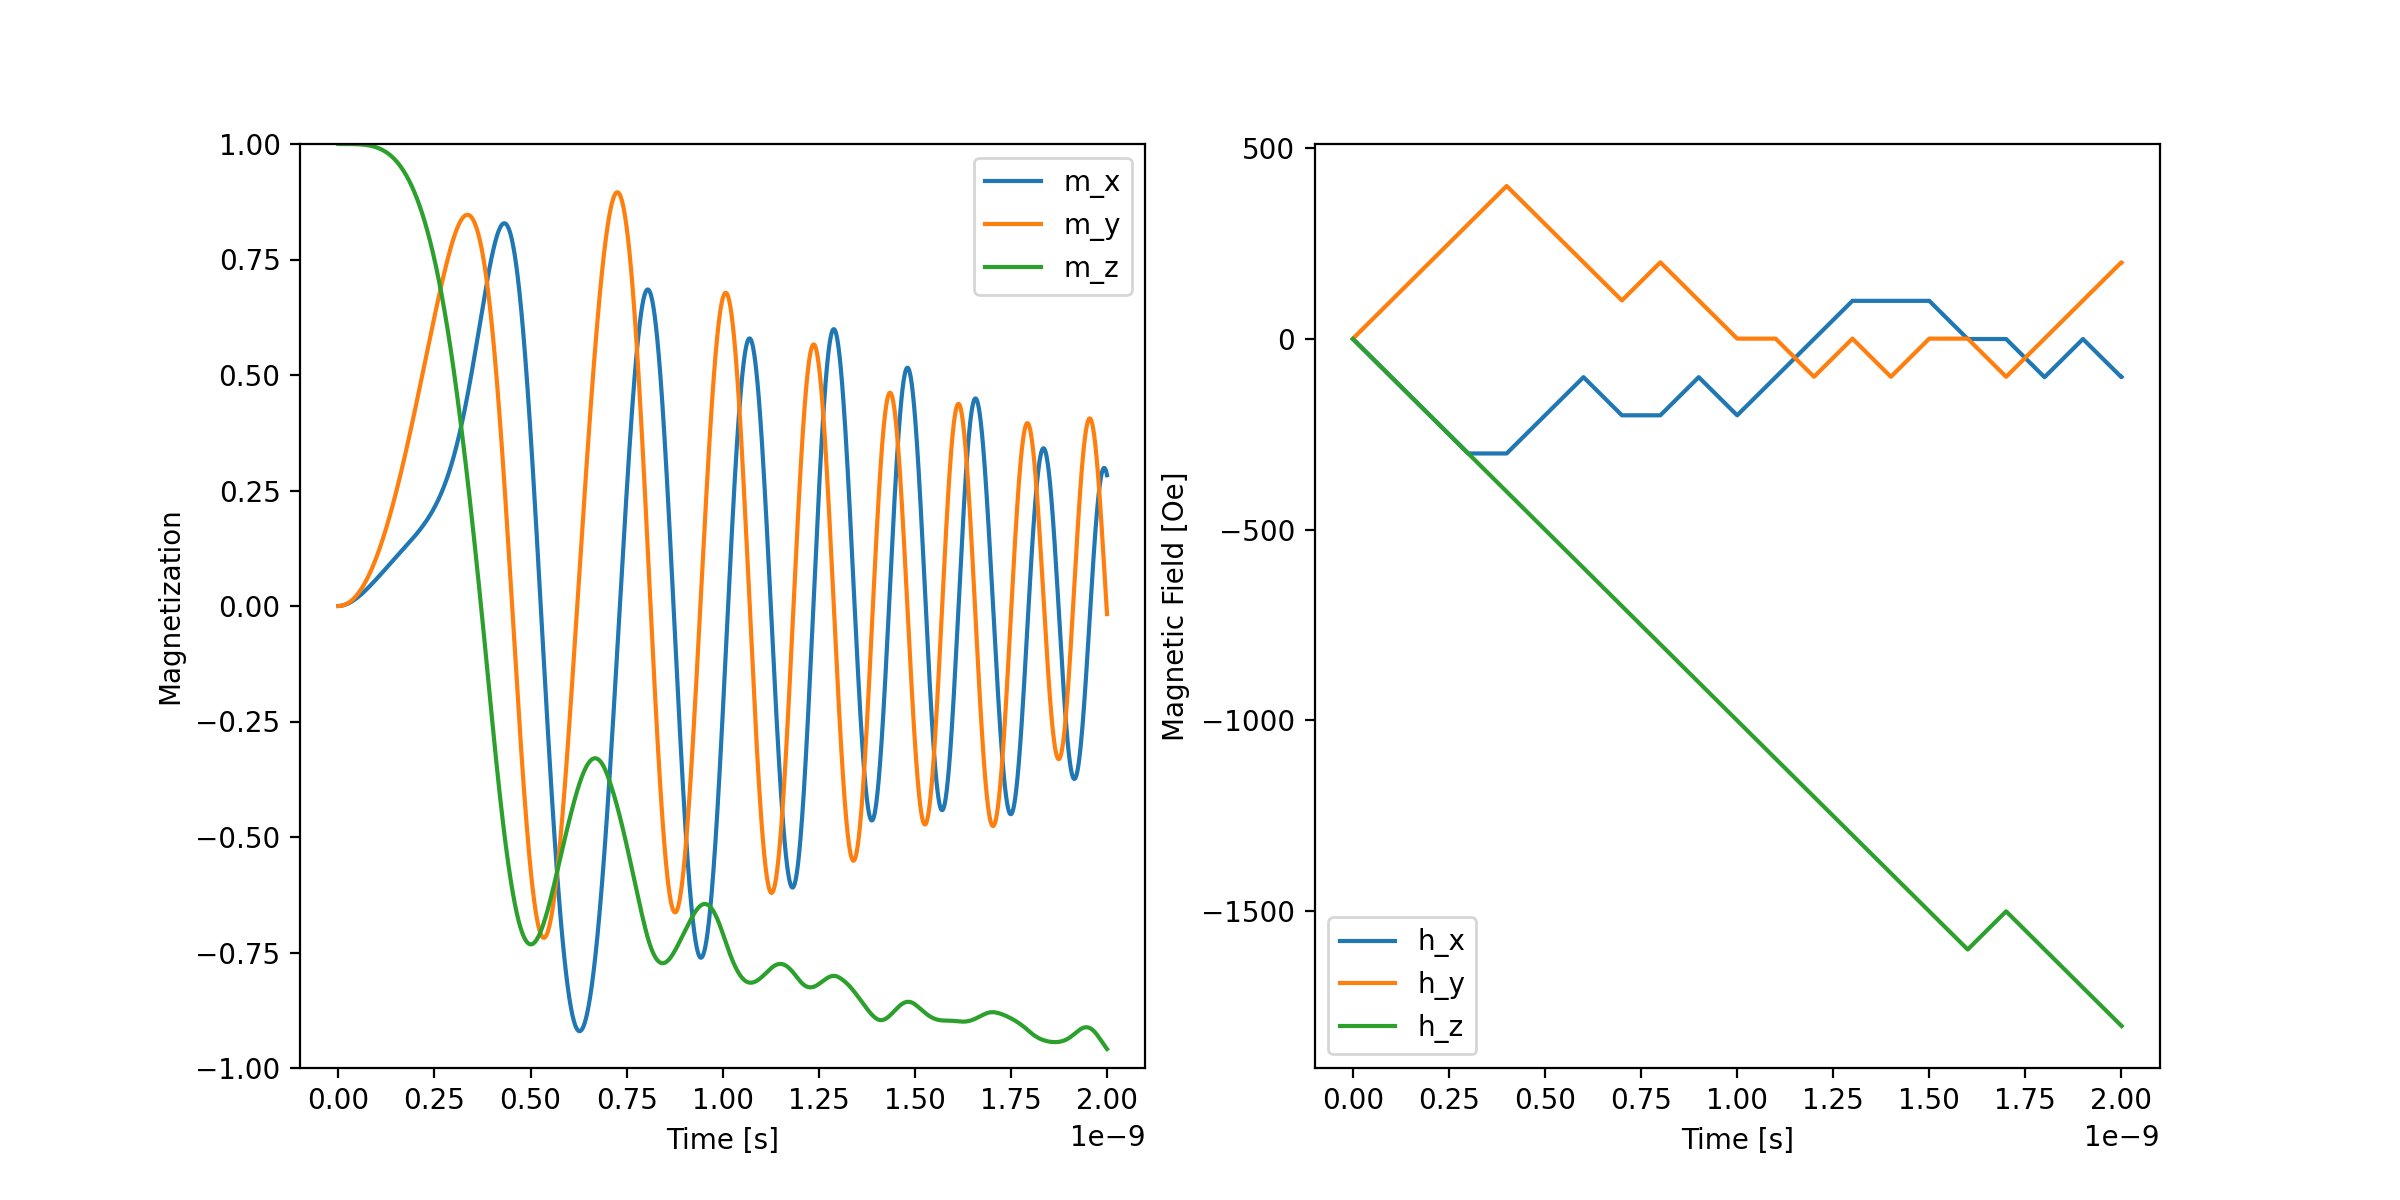 1.00
0.75
0.50
0.25
0.00
−0.25
−0.50
−0.75
−1.00
Magnetization
m_x
m_y
m_z
0.00 0.25 0.50 0.75 1.00 1.25 1.50 1.75 2.00
Time [s]
1e−9
500
0
−500
−1000
−1500
Magnetic Field [Oe]
h_x
h_y
h_z
0.00 0.25 0.50 0.75 1.00 1.25 1.50 1.75 2.00
Time [s]
1e−9